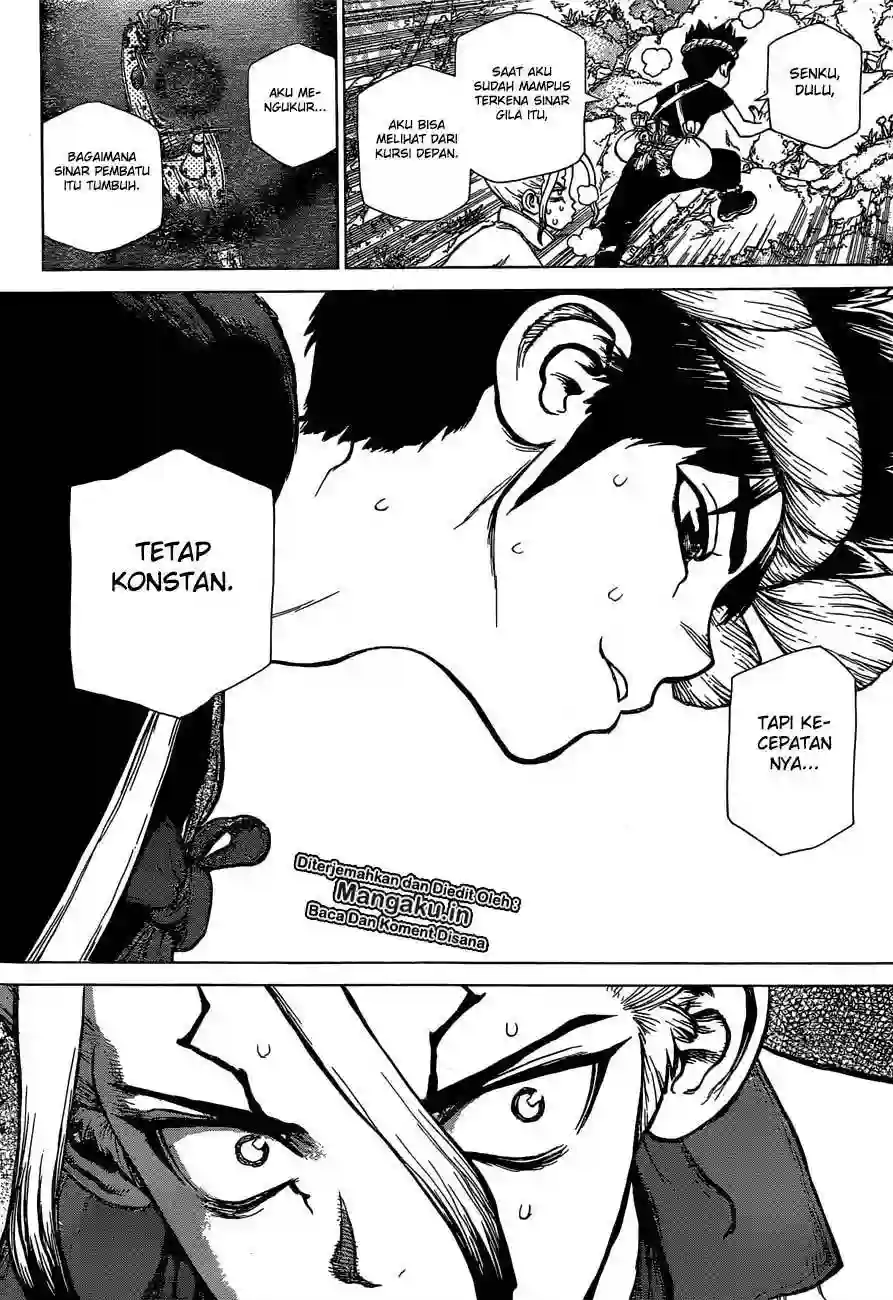 SENKU,
DULU,
SAAT AKU
SUDAH MAMPUS
TERKENA SINAR
GILA ITU,
AKU BISA
MELIHAT DARI
KURSI DEPAN.
AKU ME-
NGUKUR...
BAGAIMANA
SINAR PEMBATU
ITU TUMBUH.
TAPI KE-
CEPATAN
NYA...
TETAP
KONSTAN.
Diterjemahkan dan Diedit Oleh :
Mangaku.in
Baca Dan Koment Disana